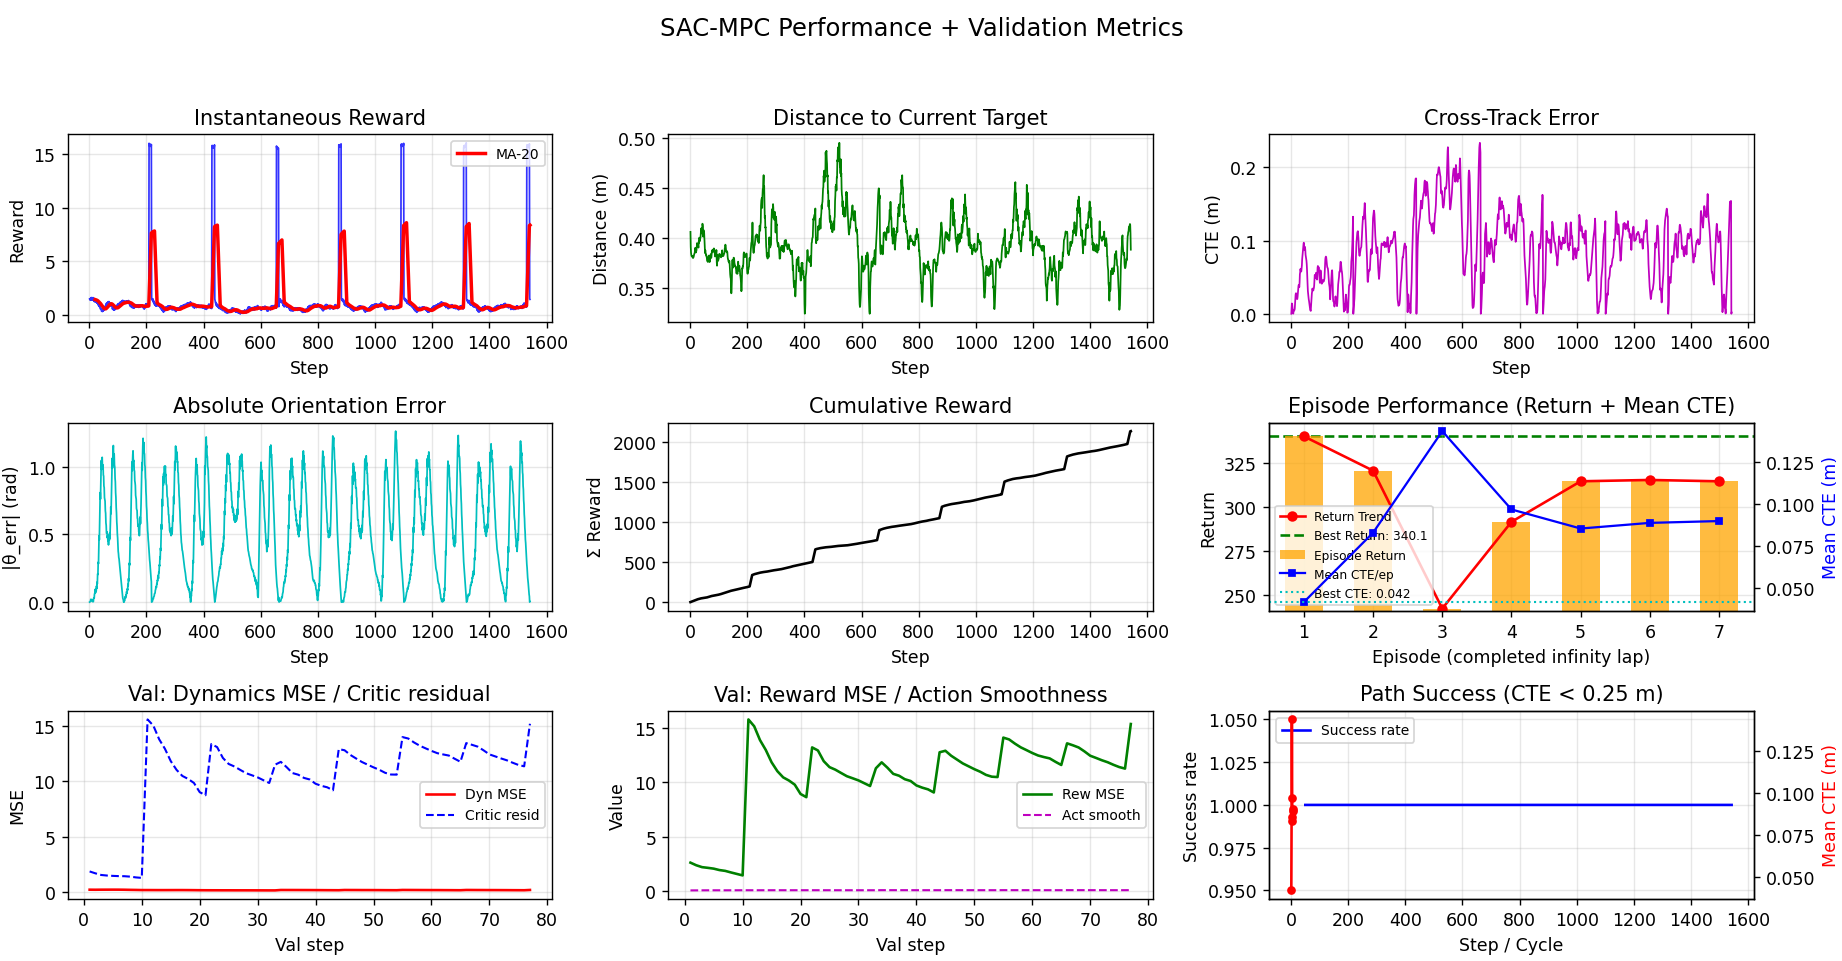 SAC-MPC Performance + Validation Metrics
Instantaneous Reward
Reward
15
10
5
0
MA-20
0 200 400 600 800 1000 1200 1400 1600
Step
Distance to Current Target
Distance (m)
0.50
0.45
0.40
0.35
0 200 400 600 800 1000 1200 1400 1600
Step
Cross-Track Error
CTE (m)
0.2
0.1
0.0
0 200 400 600 800 1000 1200 1400 1600
Step
Absolute Orientation Error
|θ_err| (rad)
1.0
0.5
0.0
0 200 400 600 800 1000 1200 1400 1600
Step
Cumulative Reward
Σ Reward
2000
1500
1000
500
0
0 200 400 600 800 1000 1200 1400 1600
Step
Episode Performance (Return + Mean CTE)
Return
325
300
275
250
Return Trend
Best Return: 340.1
Episode Return
Mean CTE/ep
Best CTE: 0.042
0.125
0.100
0.075
0.050
Mean CTE (m)
1 2 3 4 5 6 7
Episode (completed infinity lap)
Val: Dynamics MSE / Critic residual
MSE
15
10
5
0
Dyn MSE
Critic resid
0 10 20 30 40 50 60 70 80
Val step
Val: Reward MSE / Action Smoothness
Value
15
10
5
0
Rew MSE
Act smooth
0 10 20 30 40 50 60 70 80
Val step
Path Success (CTE < 0.25 m)
Success rate
1.050
1.025
1.000
0.975
0.950
Success rate
0.125
0.100
0.075
0.050
Mean CTE (m)
0 200 400 600 800 1000 1200 1400 1600
Step / Cycle